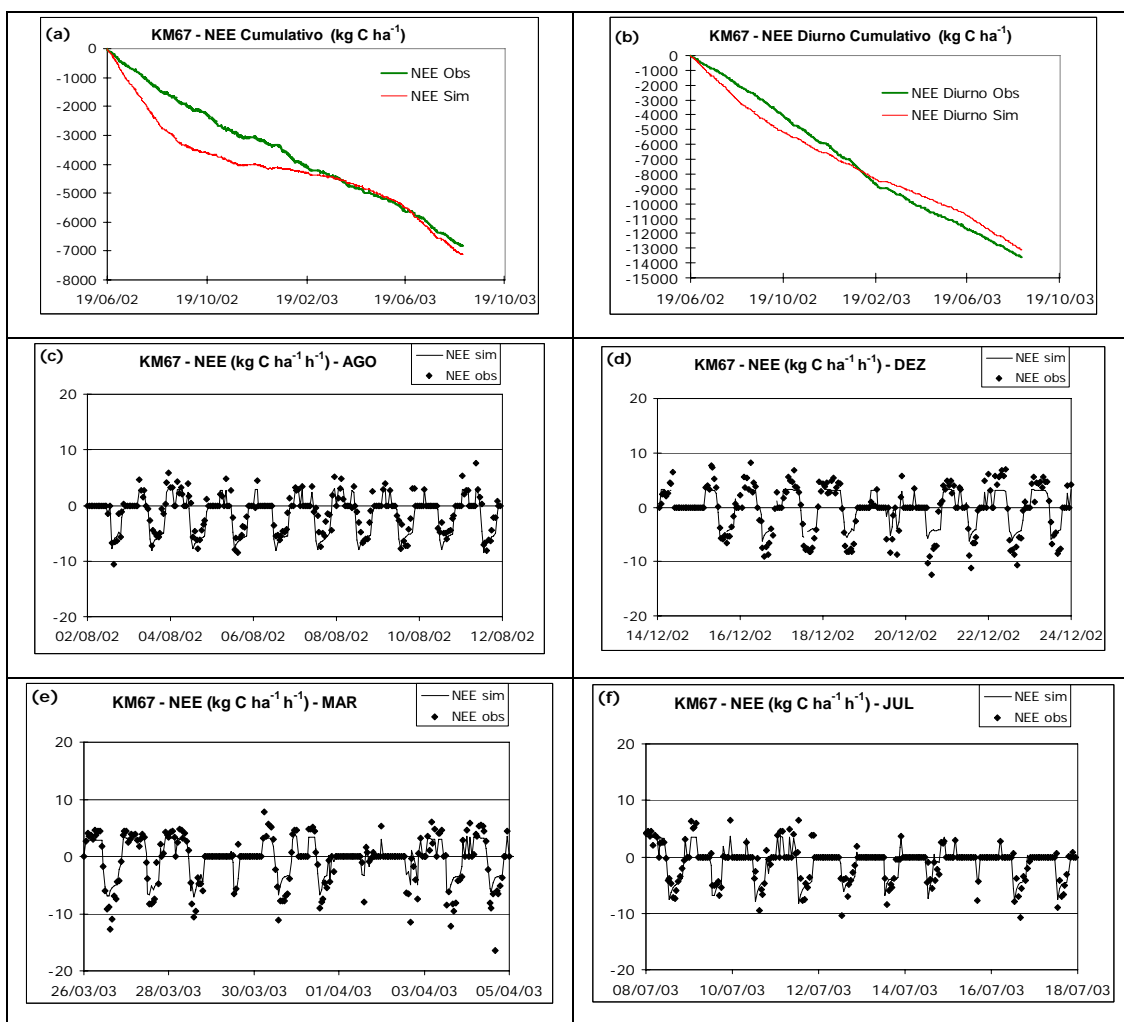 (a)
KM67 - NEE Cumulativo (kg C ha⁻¹)
0
-1000
-2000
-3000
-4000
-5000
-6000
-7000
-8000
NEE Obs
NEE Sim
19/06/02 19/10/02 19/02/03 19/06/03 19/10/03
(b)
KM67 - NEE Diurno Cumulativo (kg C ha⁻¹)
0
-1000
-2000
-3000
-4000
-5000
-6000
-7000
-8000
-9000
-10000
-11000
-12000
-13000
-14000
-15000
NEE Diurno Obs
NEE Diurno Sim
19/06/02 19/10/02 19/02/03 19/06/03 19/10/03
(c)
KM67 - NEE (kg C ha⁻¹ h⁻¹) - AGO
NEE sim
NEE obs
20
10
0
-10
-20
02/08/02 04/08/02 06/08/02 08/08/02 10/08/02 12/08/02
(d)
KM67 - NEE (kg C ha⁻¹ h⁻¹) - DEZ
NEE sim
NEE obs
20
10
0
-10
-20
14/12/02 16/12/02 18/12/02 20/12/02 22/12/02 24/12/02
(e)
KM67 - NEE (kg C ha⁻¹ h⁻¹) - MAR
NEE sim
NEE obs
20
10
0
-10
-20
26/03/03 28/03/03 30/03/03 01/04/03 03/04/03 05/04/03
(f)
KM67 - NEE (kg C ha⁻¹ h⁻¹) - JUL
NEE sim
NEE obs
20
10
0
-10
-20
08/07/03 10/07/03 12/07/03 14/07/03 16/07/03 18/07/03